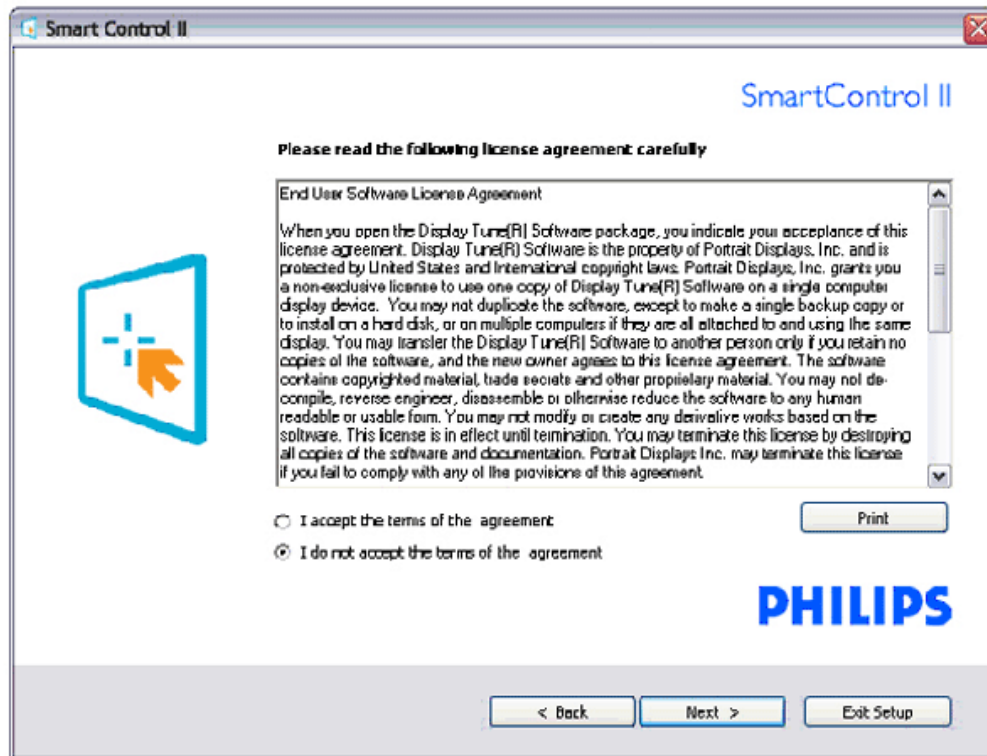 Smart Control II
SmartControl II
Please read the following license agreement carefully
End User Software License Agreement
When you open the Display Tune(R) Software package, you indicate your acceptance of this
license agreement. Display Tune(R) Software is the property of Portrait Displays, Inc. and is
protected by United States and International copyright laws. Portrait Displays, Inc. grants you
a non-exclusive license to use one copy of Display Tune(R) Software on a single computer
display device.  You may not duplicate the software, except to make a single backup copy or
to install on a hard disk, or on multiple computers if they are all attached to and using the same
display. You may transfer the Display Tune(R) Software to another person only if you retain no
copies of the software, and the new owner agrees to this license agreement. The software
contains copyrighted material, trade secrets and other proprietary material. You may not de-
compile, reverse engineer, disassemble or otherwise reduce the software to any human
readable or usable form. You may not modify or create any derivative works based on the
software. This license is in effect until termination. You may terminate this license by destroying
all copies of the software and documentation. Portrait Displays Inc. may terminate this license
if you fail to comply with any of the provisions of this agreement.
I accept the terms of the agreement
Print
I do not accept the terms of the agreement
PHILIPS
< Back
Next >
Exit Setup